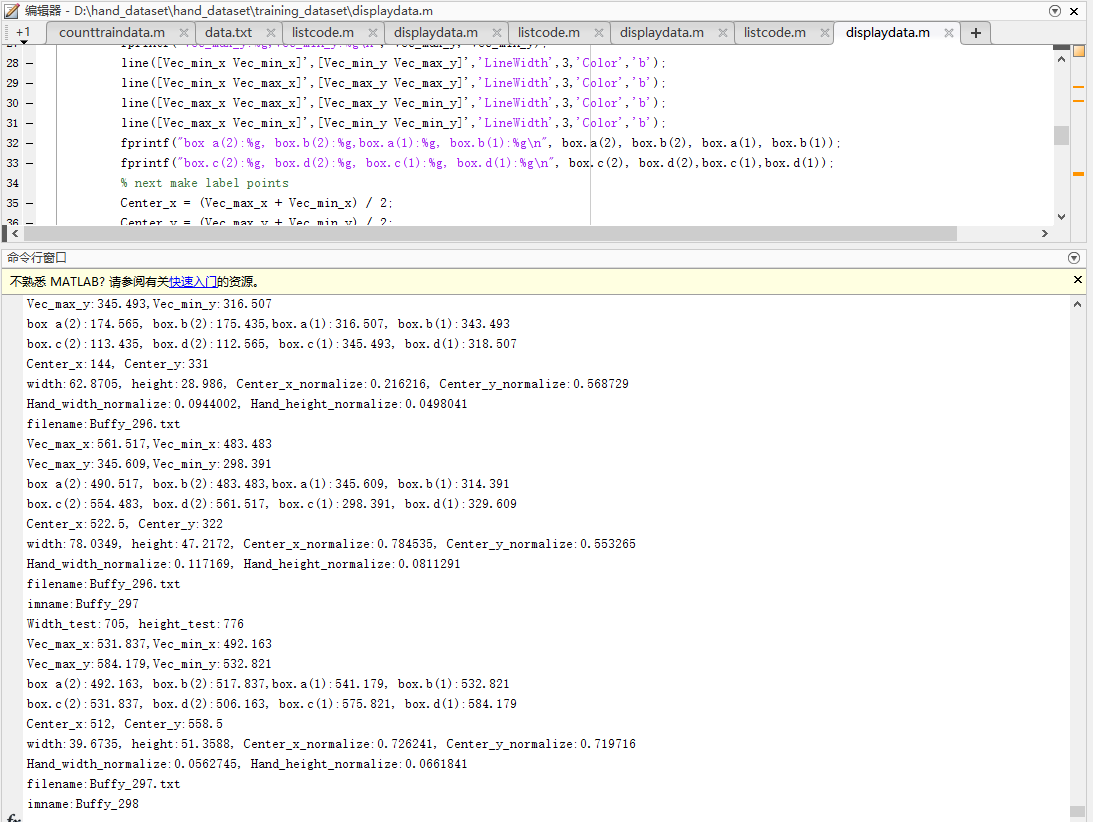 编辑器 - D:\hand_dataset\hand_dataset\training_dataset\displaydata.m
+1 counttraindata.m data.txt listcode.m displaydata.m listcode.m displaydata.m listcode.m displaydata.m +
28 line([Vec_min_x Vec_min_x]',[Vec_min_y Vec_max_y]','LineWidth',3,'Color','b');
29 line([Vec_min_x Vec_max_x]',[Vec_min_y Vec_min_y]','LineWidth',3,'Color','b');
30 line([Vec_max_x Vec_max_x]',[Vec_max_y Vec_min_y]','LineWidth',3,'Color','b');
31 line([Vec_max_x Vec_min_x]',[Vec_min_y Vec_min_y]','LineWidth',3,'Color','b');
32 fprintf("box a(2):%g, box.b(2):%g,box.a(1):%g, box.b(1):%g\n", box.a(2), box.b(2), box.a(1), box.b(1));
33 fprintf("box.c(2):%g, box.d(2):%g, box.c(1):%g, box.d(1):%g\n", box.c(2), box.d(2),box.c(1),box.d(1));
34 % next make label points
35 Center_x = (Vec_max_x + Vec_min_x) / 2;
36 Center_y = (Vec_max_y + Vec_min_y) / 2;
命令行窗口
不熟悉 MATLAB? 请参阅有关快速入门的资源。
Vec_max_y:345.493,Vec_min_y:316.507
box a(2):174.565, box.b(2):175.435,box.a(1):316.507, box.b(1):343.493
box.c(2):113.435, box.d(2):112.565, box.c(1):345.493, box.d(1):318.507
Center_x:144, Center_y:331
width:62.8705, height:28.986, Center_x_normalize:0.216216, Center_y_normalize:0.568729
Hand_width_normalize:0.0944002, Hand_height_normalize:0.0498041
filename:Buffy_296.txt
Vec_max_x:561.517,Vec_min_x:483.483
Vec_max_y:345.609,Vec_min_y:298.391
box a(2):490.517, box.b(2):483.483,box.a(1):345.609, box.b(1):314.391
box.c(2):554.483, box.d(2):561.517, box.c(1):298.391, box.d(1):329.609
Center_x:522.5, Center_y:322
width:78.0349, height:47.2172, Center_x_normalize:0.784535, Center_y_normalize:0.553265
Hand_width_normalize:0.117169, Hand_height_normalize:0.0811291
filename:Buffy_296.txt
imname:Buffy_297
Width_test:705, height_test:776
Vec_max_x:531.837,Vec_min_x:492.163
Vec_max_y:584.179,Vec_min_y:532.821
box a(2):492.163, box.b(2):517.837,box.a(1):541.179, box.b(1):532.821
box.c(2):531.837, box.d(2):506.163, box.c(1):575.821, box.d(1):584.179
Center_x:512, Center_y:558.5
width:39.6735, height:51.3588, Center_x_normalize:0.726241, Center_y_normalize:0.719716
Hand_width_normalize:0.0562745, Hand_height_normalize:0.0661841
filename:Buffy_297.txt
imname:Buffy_298
fx